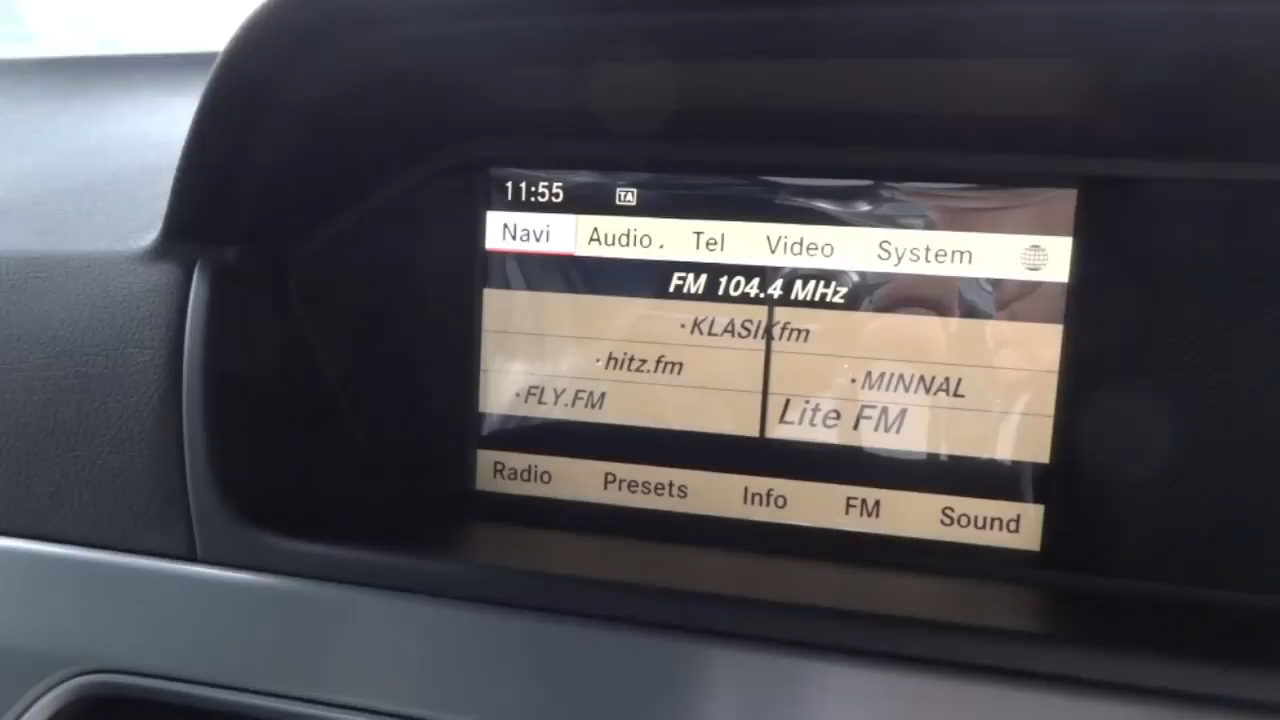 11:55 TA
Navi Audio. Tel Video System
FM 104.4 MHz
·KLASIKfm
·hitz.fm
·MINNAL
·FLY.FM
Lite FM
Radio Presets Info FM Sound